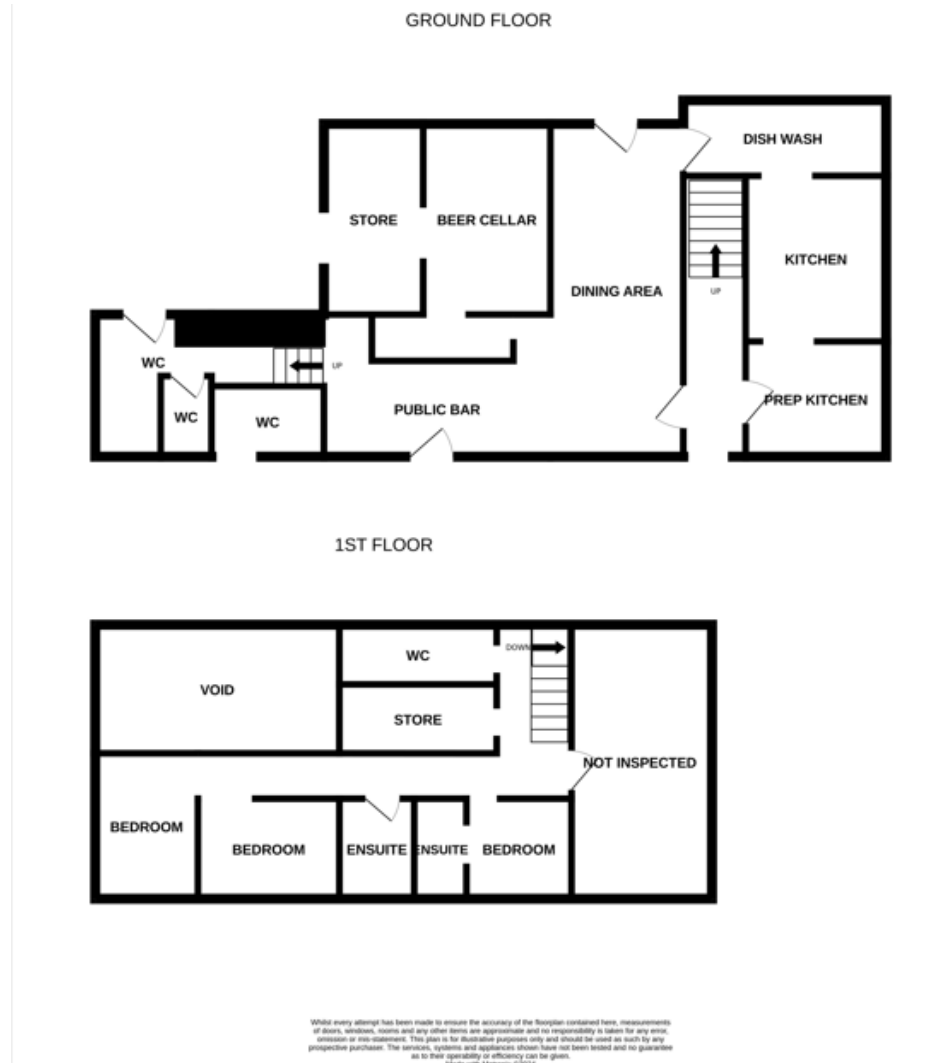 GROUND FLOOR
DISH WASH
STORE
BEER CELLAR
KITCHEN
DINING AREA
UP
WC
UP
PREP KITCHEN
PUBLIC BAR
WC
WC
1ST FLOOR
DOWN
WC
VOID
STORE
NOT INSPECTED
BEDROOM
BEDROOM
ENSUITE
ENSUITE
BEDROOM
Whilst every attempt has been made to ensure the accuracy of the floorplan contained here, measurements
of doors, windows, rooms and any other items are approximate and no responsibility is taken for any error,
omission or mis-statement. This plan is for illustrative purposes only and should be used as such by any
prospective purchaser. The services, systems and appliances shown have not been tested and no guarantee
as to their operability or efficiency can be given.